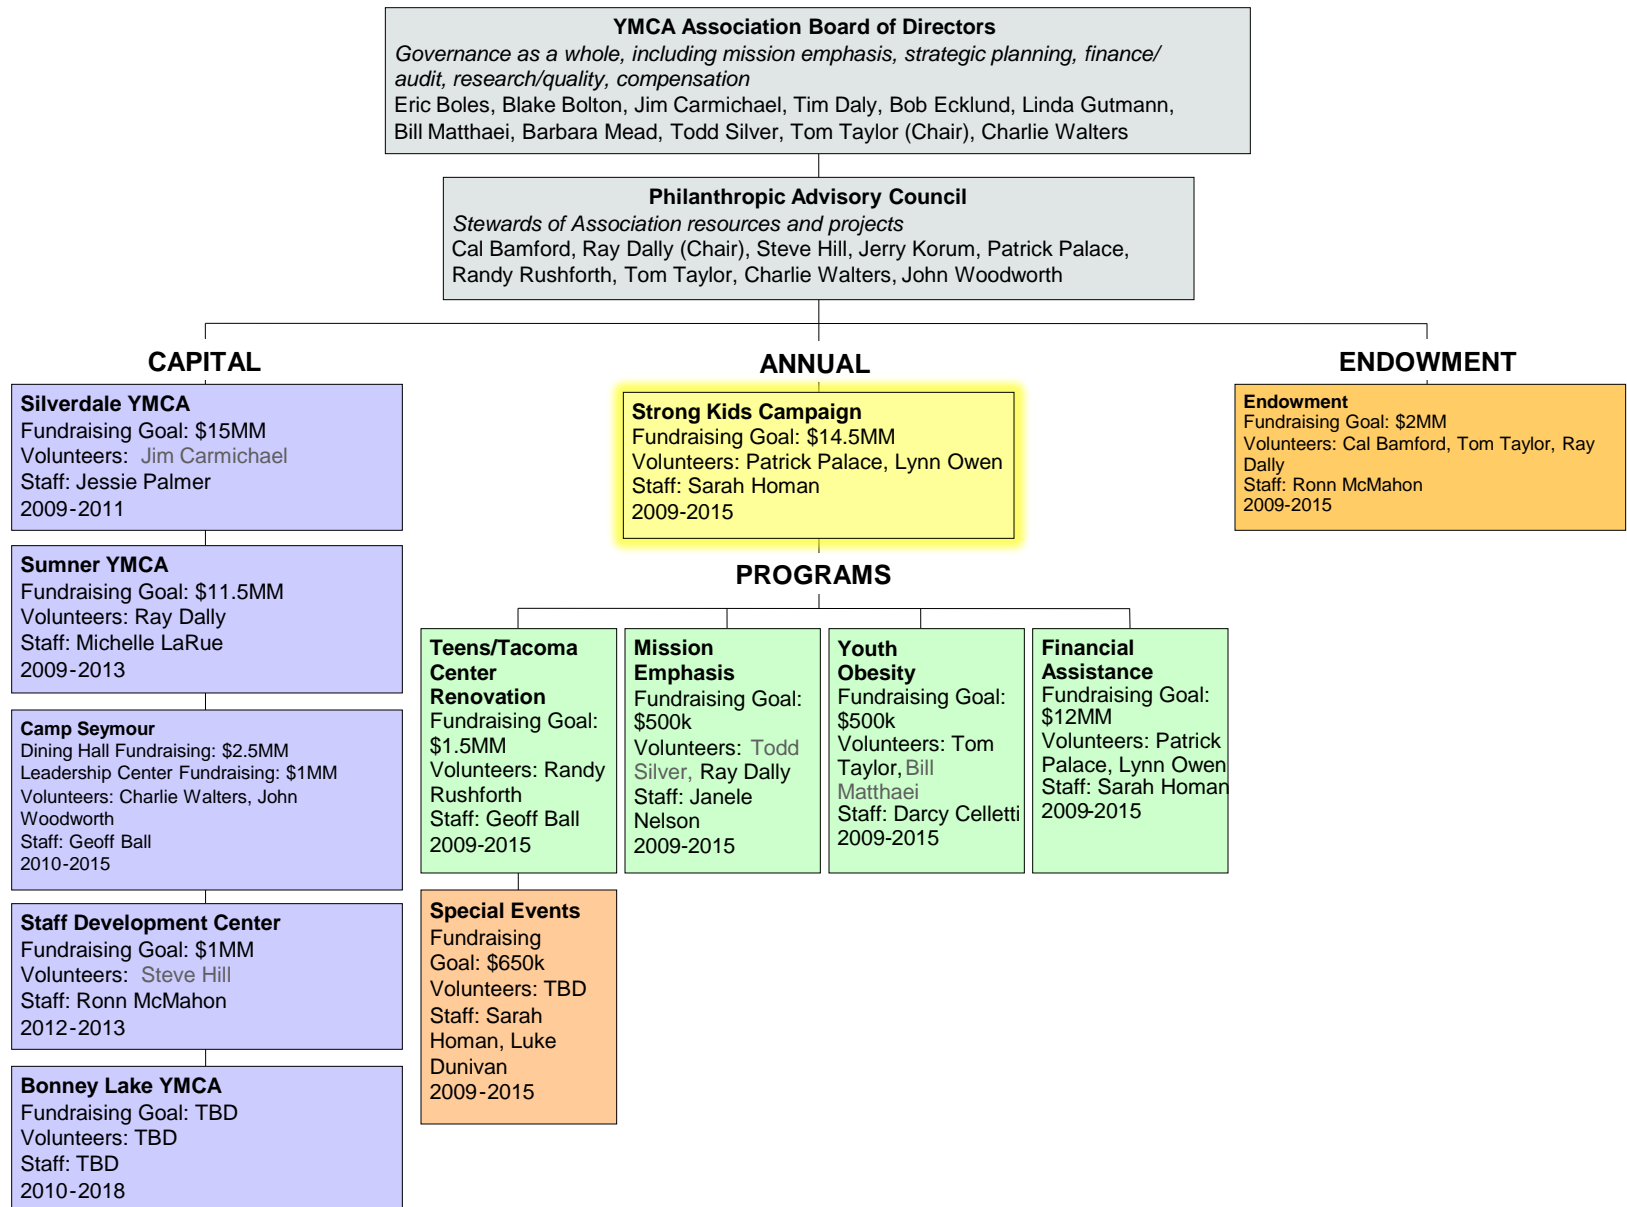 YMCA Association Board of Directors
Governance as a whole, including mission emphasis, strategic planning, finance/
audit, research/quality, compensation
Eric Boles, Blake Bolton, Jim Carmichael, Tim Daly, Bob Ecklund, Linda Gutmann,
Bill Matthaei, Barbara Mead, Todd Silver, Tom Taylor (Chair), Charlie Walters
Philanthropic Advisory Council
Stewards of Association resources and projects
Cal Bamford, Ray Dally (Chair), Steve Hill, Jerry Korum, Patrick Palace,
Randy Rushforth, Tom Taylor, Charlie Walters, John Woodworth
CAPITAL
Silverdale YMCA
Fundraising Goal: $15MM
Volunteers: Jim Carmichael
Staff: Jessie Palmer
2009-2011
Sumner YMCA
Fundraising Goal: $11.5MM
Volunteers: Ray Dally
Staff: Michelle LaRue
2009-2013
Camp Seymour
Dining Hall Fundraising: $2.5MM
Leadership Center Fundraising: $1MM
Volunteers: Charlie Walters, John
Woodworth
Staff: Geoff Ball
2010-2015
Staff Development Center
Fundraising Goal: $1MM
Volunteers: Steve Hill
Staff: Ronn McMahon
2012-2013
Bonney Lake YMCA
Fundraising Goal: TBD
Volunteers: TBD
Staff: TBD
2010-2018
ANNUAL
Strong Kids Campaign
Fundraising Goal: $14.5MM
Volunteers: Patrick Palace, Lynn Owen
Staff: Sarah Homan
2009-2015
PROGRAMS
Teens/Tacoma
Center
Renovation
Fundraising Goal:
$1.5MM
Volunteers: Randy
Rushforth
Staff: Geoff Ball
2009-2015
Special Events
Fundraising
Goal: $650k
Volunteers: TBD
Staff: Sarah
Homan, Luke
Dunivan
2009-2015
Mission
Emphasis
Fundraising Goal:
$500k
Volunteers: Todd
Silver, Ray Dally
Staff: Janele
Nelson
2009-2015
Youth
Obesity
Fundraising Goal:
$500k
Volunteers: Tom
Taylor, Bill
Matthaei
Staff: Darcy Celletti
2009-2015
Financial
Assistance
Fundraising Goal:
$12MM
Volunteers: Patrick
Palace, Lynn Owen
Staff: Sarah Homan
2009-2015
ENDOWMENT
Endowment
Fundraising Goal: $2MM
Volunteers: Cal Bamford, Tom Taylor, Ray
Dally
Staff: Ronn McMahon
2009-2015